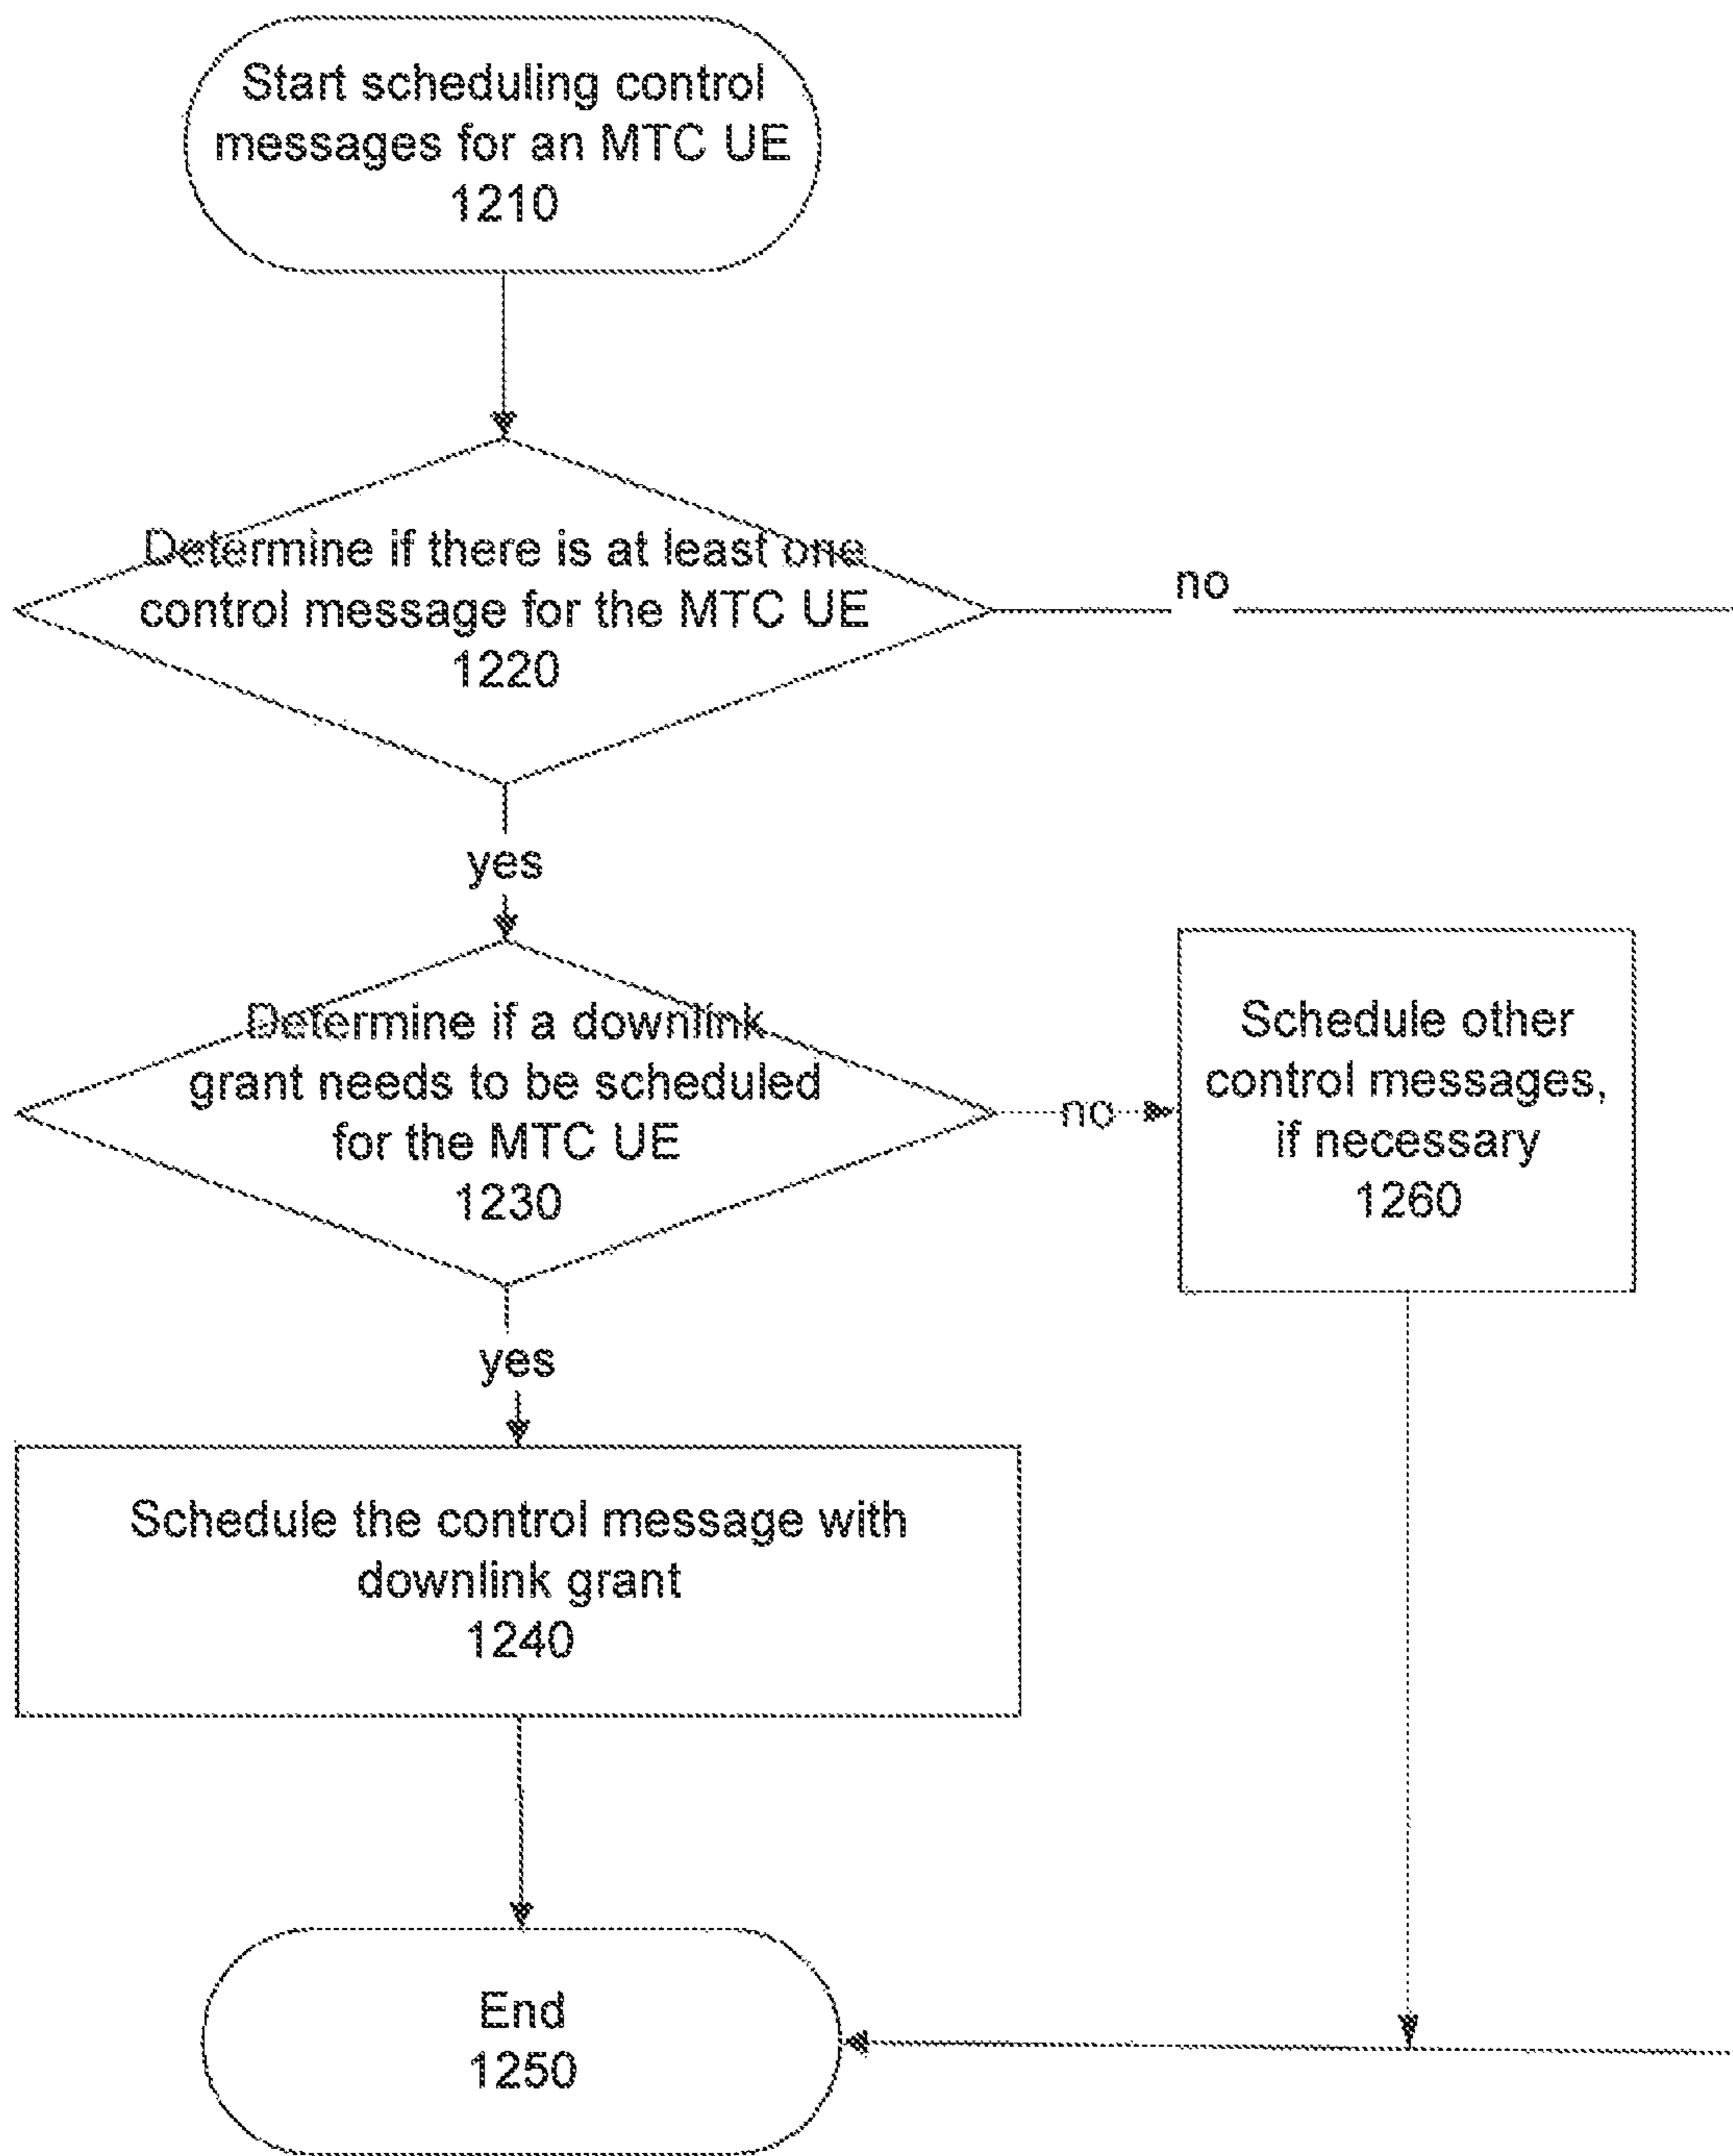 Start scheduling control
messages for an MTC UE
1210
Determine if there is at least one
control message for the MTC UE
1220
no
yes
Determine if a downlink
grant needs to be scheduled
for the MTC UE
1230
no
Schedule other
control messages,
if necessary
1260
yes
Schedule the control message with
downlink grant
1240
End
1250